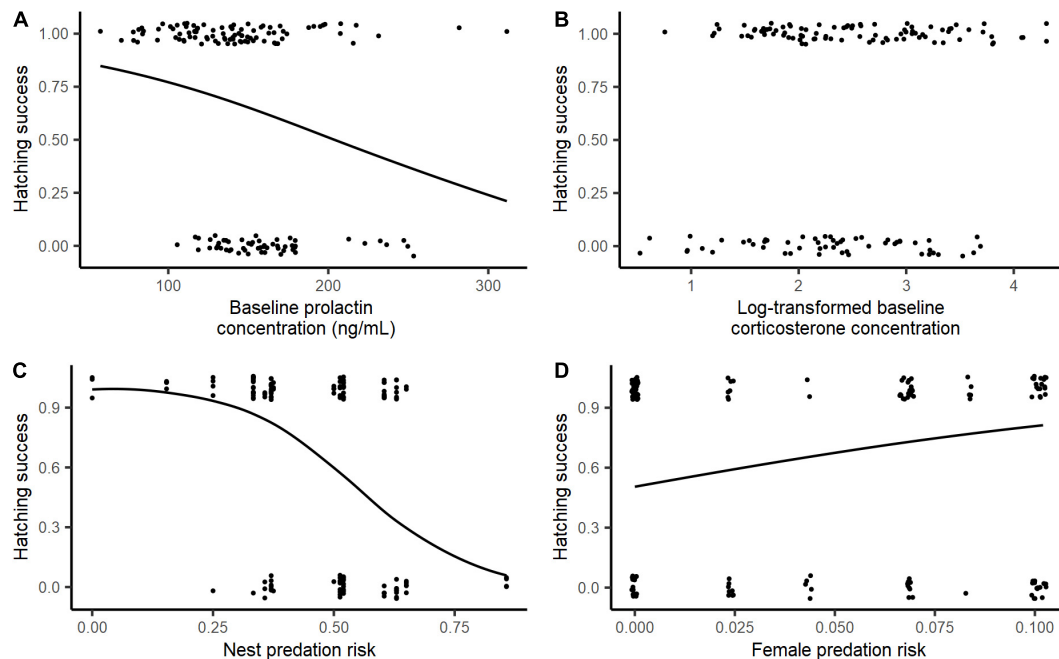 A
Hatching success
1.00
0.75
0.50
0.25
0.00
100
200
300
Baseline prolactin
concentration (ng/mL)
B
Hatching success
1.00
0.75
0.50
0.25
0.00
1
2
3
4
Log-transformed baseline
corticosterone concentration
C
Hatching success
0.9
0.6
0.3
0.0
0.00
0.25
0.50
0.75
Nest predation risk
D
Hatching success
0.9
0.6
0.3
0.0
0.000
0.025
0.050
0.075
0.100
Female predation risk